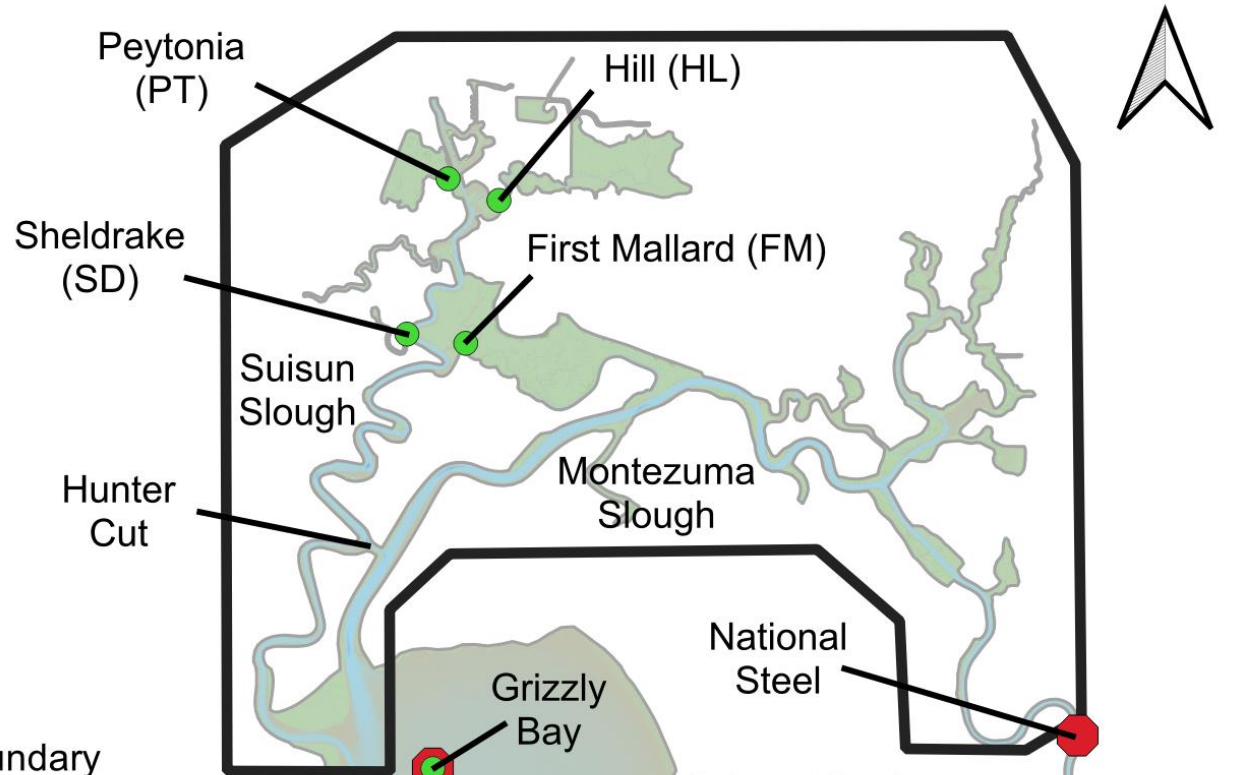 Peytonia
(PT)
Hill (HL)
Sheldrake
(SD)
First Mallard (FM)
Suisun
Slough
Hunter
Cut
Montezuma
Slough
National
Steel
Grizzly
Bay
undary